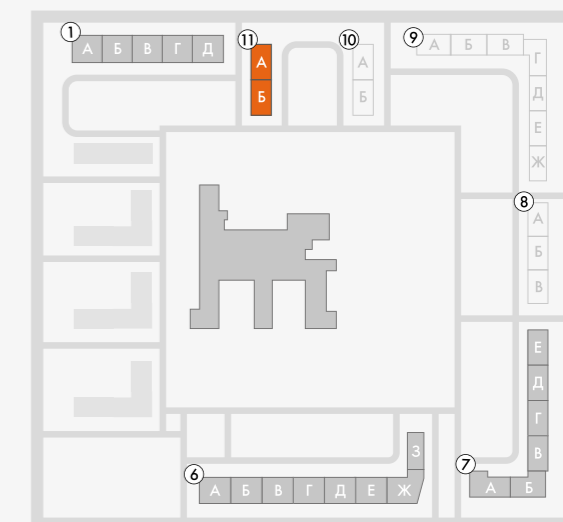 1
А Б В Г Д
11
А
Б
10
А
Б
9
А Б В
Г
Д
Е
Ж
8
А
Б
В
Е
Д
Г
В
7
А Б
6
А Б В Г Д Е Ж
З